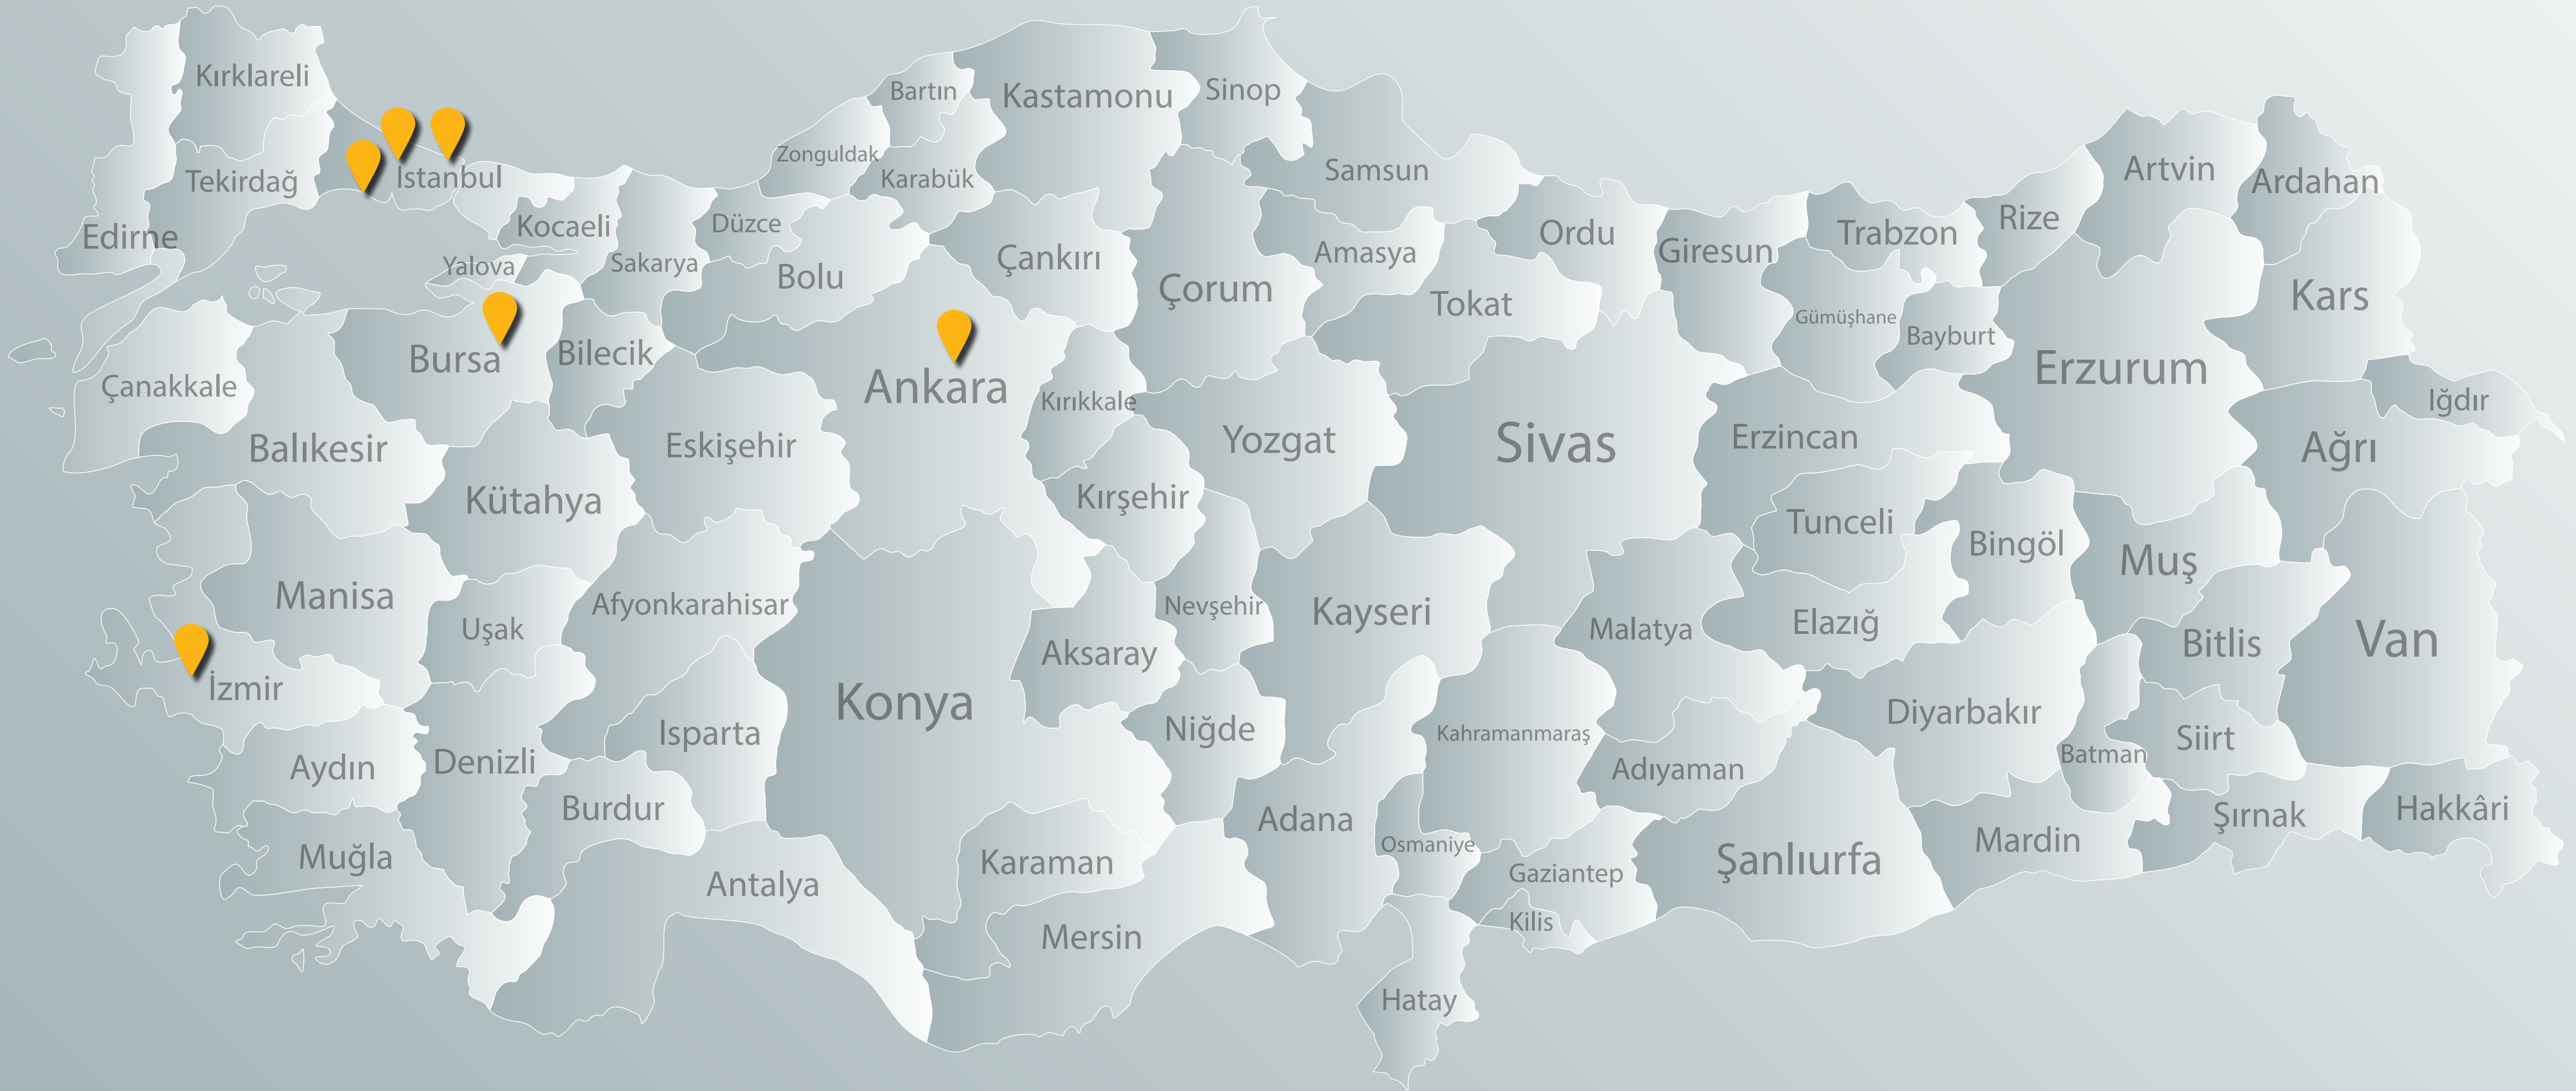 Kırklareli
Bartın
Kastamonu
Sinop
Zonguldak
Karabük
Samsun
Artvin
Ardahan
Tekirdağ
İstanbul
Edirne
Kocaeli
Düzce
Ordu
Giresun
Trabzon
Rize
Yalova
Sakarya
Bolu
Çankırı
Çorum
Amasya
Tokat
Gümüşhane
Bayburt
Kars
Bursa
Bilecik
Çanakkale
Ankara
Kırıkkale
Erzurum
Iğdır
Balıkesir
Eskişehir
Yozgat
Sivas
Erzincan
Ağrı
Kütahya
Kırşehir
Tunceli
Bingöl
Muş
Manisa
Uşak
Afyonkarahisar
Nevşehir
Kayseri
Malatya
Elazığ
Bitlis
Van
İzmir
Aksaray
Konya
Isparta
Niğde
Kahramanmaraş
Diyarbakır
Siirt
Batman
Aydın
Denizli
Adıyaman
Burdur
Adana
Şırnak
Hakkâri
Muğla
Antalya
Karaman
Osmaniye
Gaziantep
Şanlıurfa
Mardin
Kilis
Mersin
Hatay